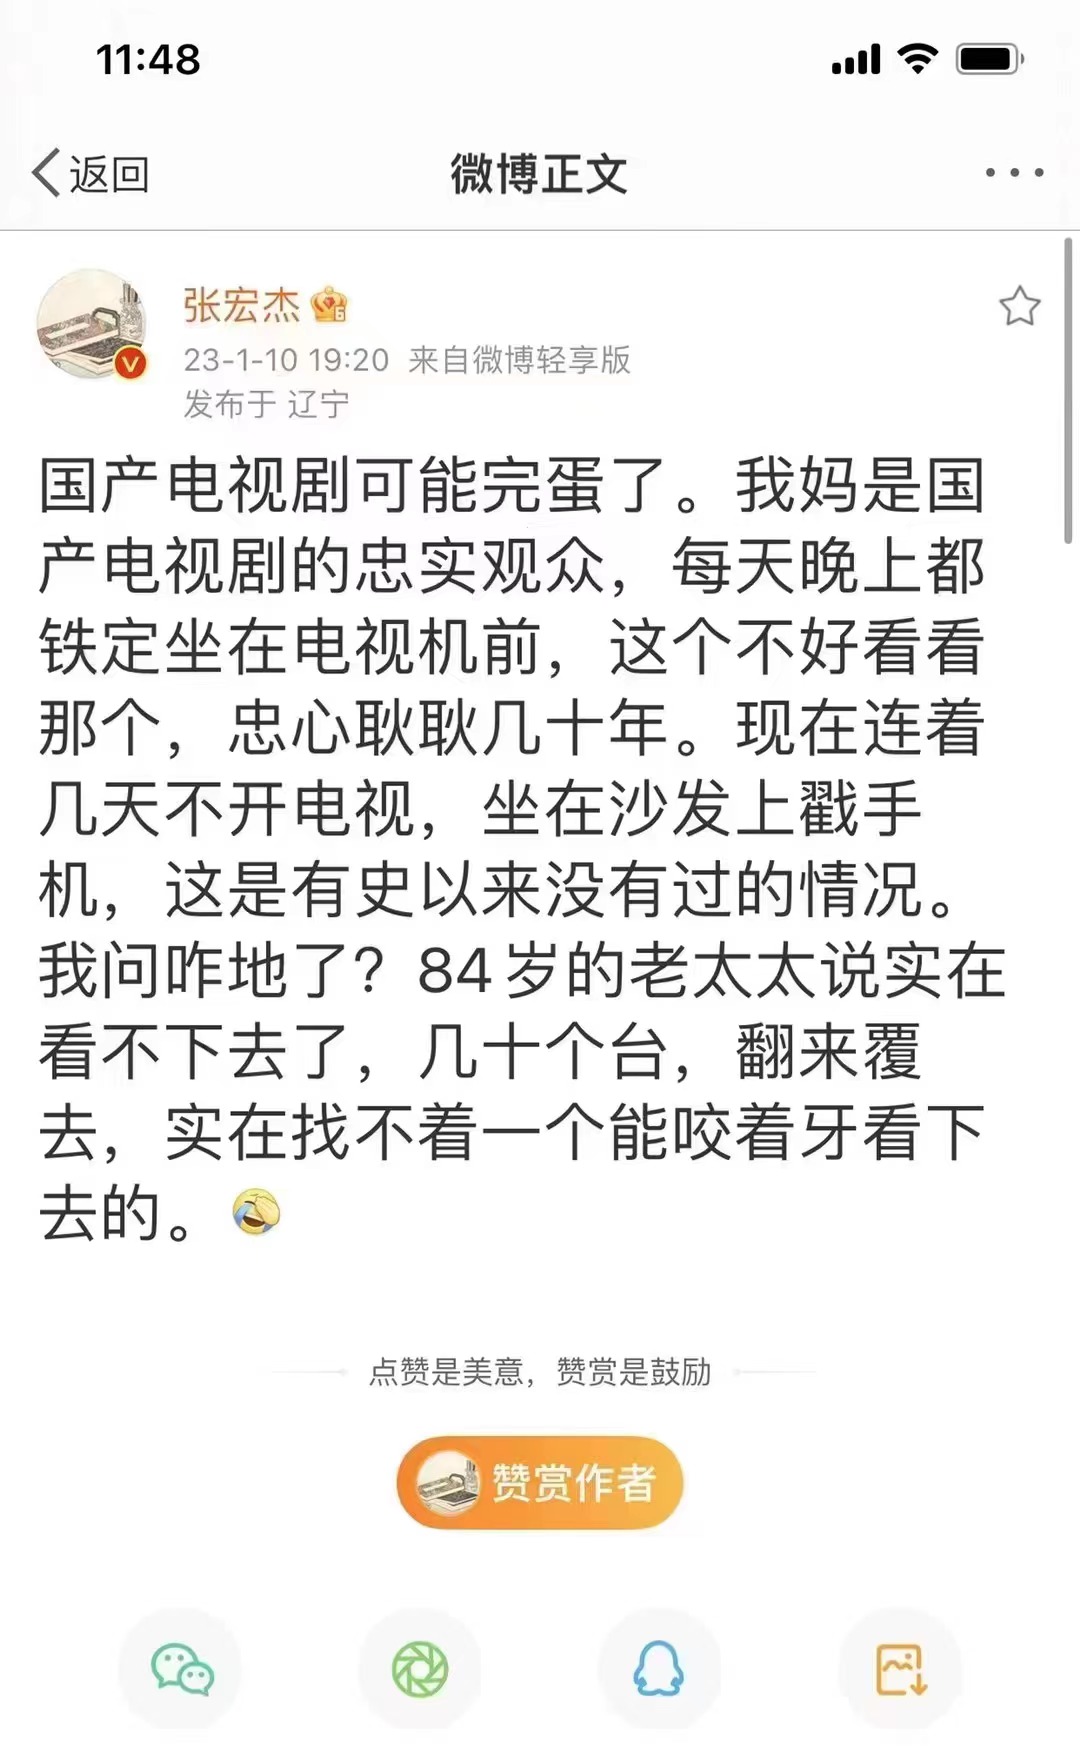 11:48
返回
微博正文
张宏杰
23-1-10 19:20 来自微博轻享版
发布于 辽宁
国产电视剧可能完蛋了。我妈是国
产电视剧的忠实观众，每天晚上都
铁定坐在电视机前，这个不好看看
那个，忠心耿耿几十年。现在连着
几天不开电视，坐在沙发上戳手
机，这是有史以来没有过的情况。
我问咋地了？84岁的老太太说实在
看不下去了，几十个台，翻来覆
去，实在找不着一个能咬着牙看下
去的。
点赞是美意，赞赏是鼓励
赞赏作者